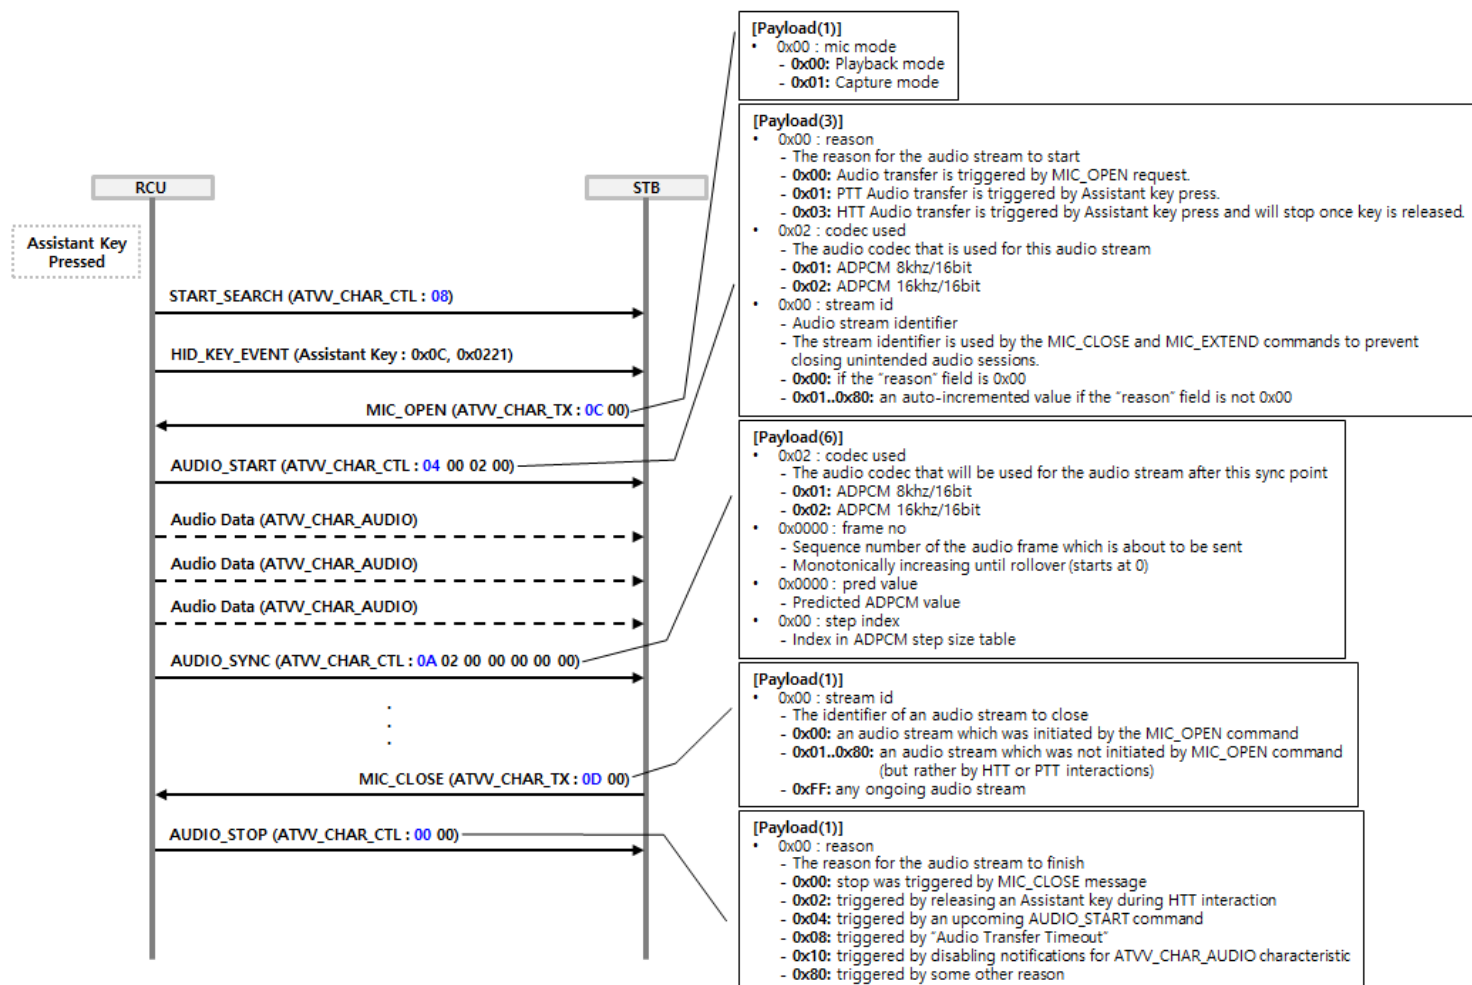 RCU
STB
Assistant Key
Pressed
START_SEARCH (ATVV_CHAR_CTL : 08)
HID_KEY_EVENT (Assistant Key : 0x0C, 0x0221)
MIC_OPEN (ATVV_CHAR_TX : 0C 00)
AUDIO_START (ATVV_CHAR_CTL : 04 00 02 00)
Audio Data (ATVV_CHAR_AUDIO)
Audio Data (ATVV_CHAR_AUDIO)
Audio Data (ATVV_CHAR_AUDIO)
AUDIO_SYNC (ATVV_CHAR_CTL : 0A 02 00 00 00 00 00)
.
.
.
MIC_CLOSE (ATVV_CHAR_TX : 0D 00)
AUDIO_STOP (ATVV_CHAR_CTL : 00 00)
[Payload(1)]
• 0x00 : mic mode
- 0x00: Playback mode
- 0x01: Capture mode
[Payload(3)]
• 0x00 : reason
- The reason for the audio stream to start
- 0x00: Audio transfer is triggered by MIC_OPEN request.
- 0x01: PTT Audio transfer is triggered by Assistant key press.
- 0x03: HTT Audio transfer is triggered by Assistant key press and will stop once key is released.
• 0x02 : codec used
- The audio codec that is used for this audio stream
- 0x01: ADPCM 8khz/16bit
- 0x02: ADPCM 16khz/16bit
• 0x00 : stream id
- Audio stream identifier
- The stream identifier is used by the MIC_CLOSE and MIC_EXTEND commands to prevent
closing unintended audio sessions.
- 0x00: if the “reason” field is 0x00
- 0x01..0x80: an auto-incremented value if the “reason” field is not 0x00
[Payload(6)]
• 0x02 : codec used
- The audio codec that will be used for the audio stream after this sync point
- 0x01: ADPCM 8khz/16bit
- 0x02: ADPCM 16khz/16bit
• 0x0000 : frame no
- Sequence number of the audio frame which is about to be sent
- Monotonically increasing until rollover (starts at 0)
• 0x0000 : pred value
- Predicted ADPCM value
• 0x00 : step index
- Index in ADPCM step size table
[Payload(1)]
• 0x00 : stream id
- The identifier of an audio stream to close
- 0x00: an audio stream which was initiated by the MIC_OPEN command
- 0x01..0x80: an audio stream which was not initiated by MIC_OPEN command
(but rather by HTT or PTT interactions)
- 0xFF: any ongoing audio stream
[Payload(1)]
• 0x00 : reason
- The reason for the audio stream to finish
- 0x00: stop was triggered by MIC_CLOSE message
- 0x02: triggered by releasing an Assistant key during HTT interaction
- 0x04: triggered by an upcoming AUDIO_START command
- 0x08: triggered by “Audio Transfer Timeout”
- 0x10: triggered by disabling notifications for ATVV_CHAR_AUDIO characteristic
- 0x80: triggered by some other reason